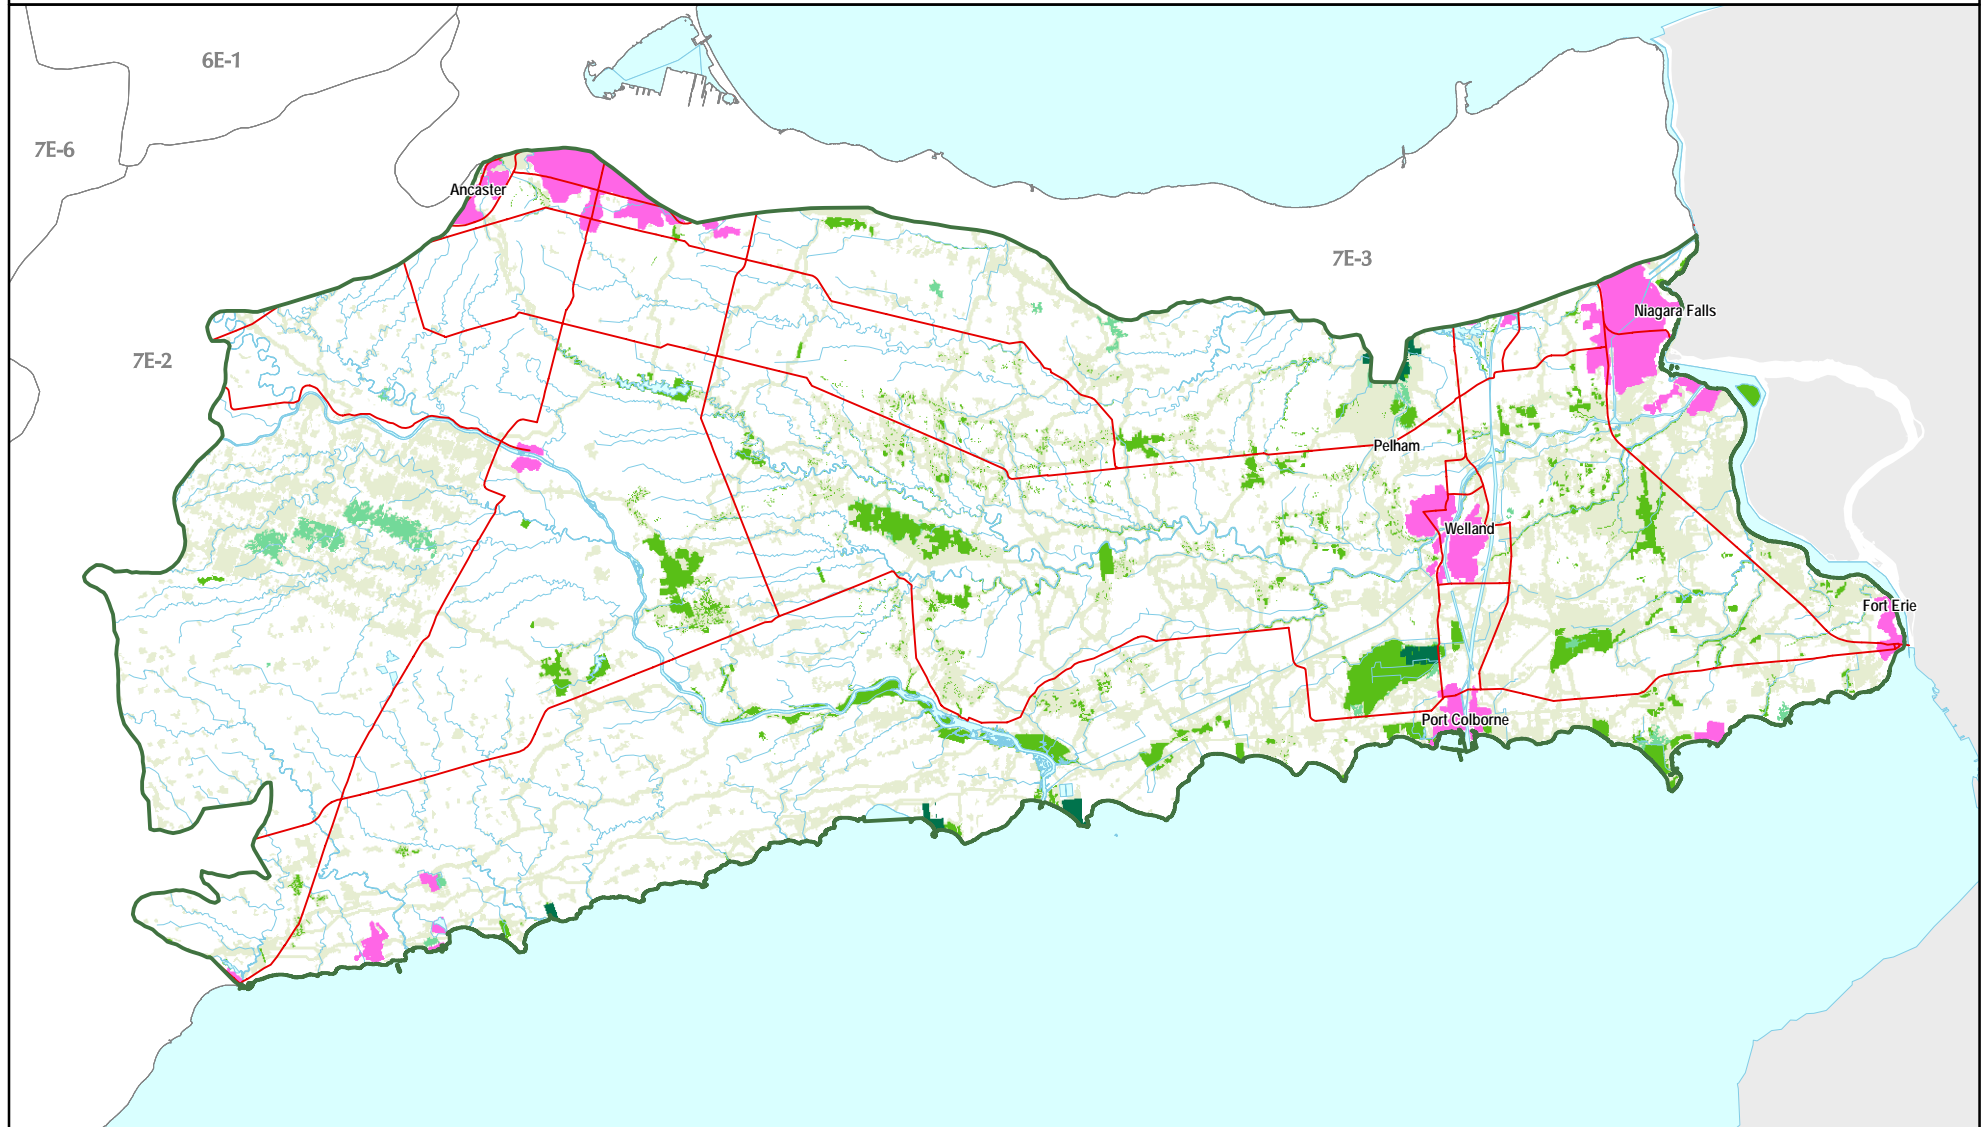 6E-1
7E-6
Ancaster
7E-3
Niagara Falls
7E-2
Pelham
Welland
Fort Erie
Port Colborne